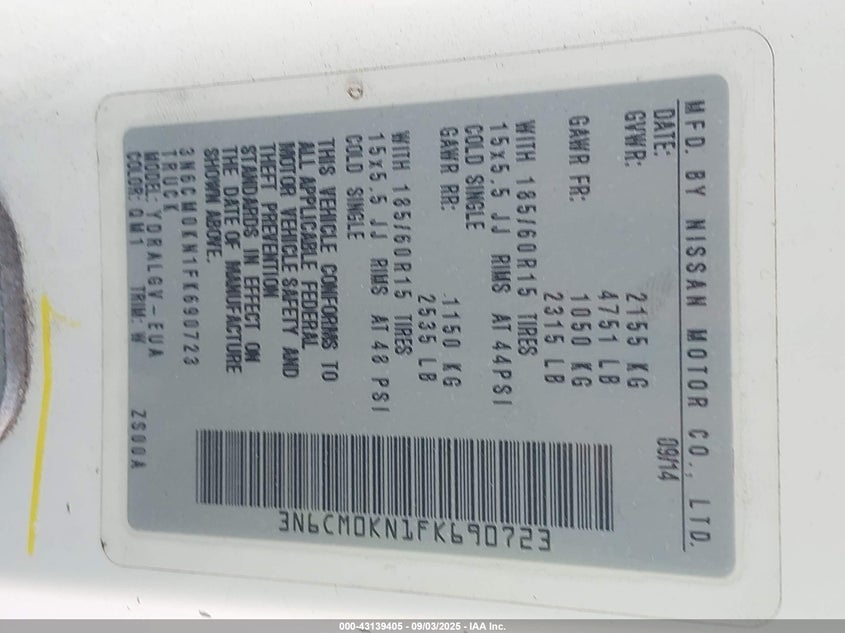 MFD. BY NISSAN MOTOR CO., LTD.
DATE: 09/14
GVWR: 2155 KG
4751 LB
GAWR FR: 1050 KG
2315 LB
WITH 185/60R15 TIRES
15x5.5 JJ RIMS AT 44PSI
COLD SINGLE
GAWR RR: 1150 KG
2535 LB
WITH 185/60R15 TIRES
15x5.5 JJ RIMS AT 48 PSI
COLD SINGLE
THIS VEHICLE CONFORMS TO
ALL APPLICABLE FEDERAL
MOTOR VEHICLE SAFETY AND
THEFT PREVENTION
STANDARDS IN EFFECT ON
THE DATE OF MANUFACTURE
SHOWN ABOVE.
3N6CM0KN1FK690723
TRUCK
MODEL: YDRALGV-EUA
COLOR: QM1 TRIM: W ZS00A
3N6CM0KN1FK690723
000-43139405 - 09/03/2025 - IAA Inc.